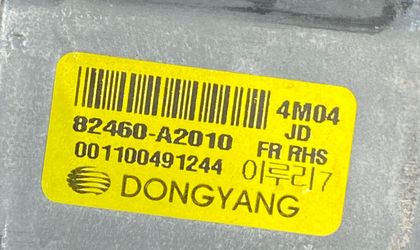 4M04
82460-A2010 JD
001100491244 FR RHS
이루리7
DONGYANG